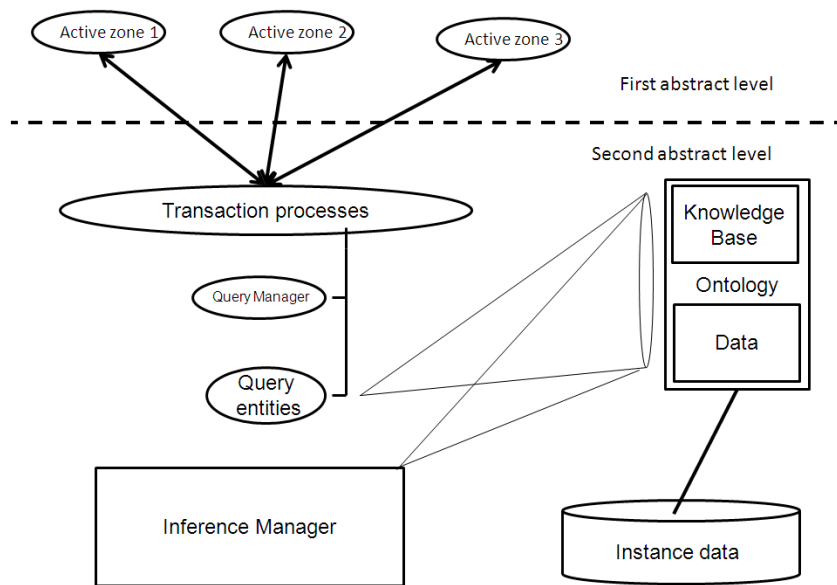 Active zone 1
Active zone 2
Active zone 3
First abstract level
Second abstract level
Transaction processes
Knowledge
Base
Query Manager
Ontology
Data
Query
entities
Inference Manager
Instance data